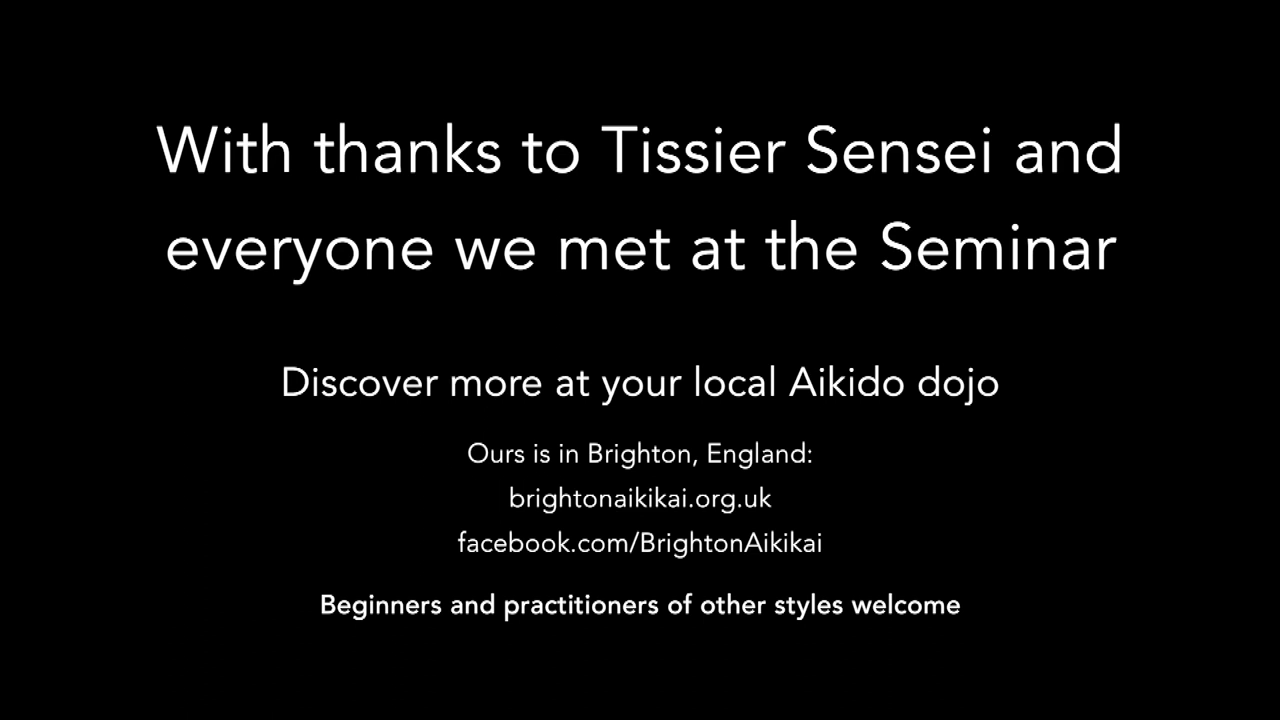 With thanks to Tissier Sensei and
everyone we met at the Seminar
Discover more at your local Aikido dojo
Ours is in Brighton, England:
brightonaikikai.org.uk
facebook.com/BrightonAikikai
Beginners and practitioners of other styles welcome